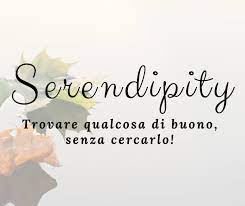 Serendipity
Trovare qualcosa di buono,
senza cercarlo!